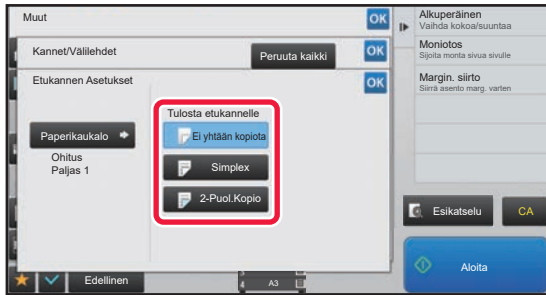 Muut
OK
Kannet/Välilehdet
Peruuta kaikki
OK
Etukannen Asetukset
OK
Tulosta etukannelle
Paperikaukalo
Ohitus
Paljas 1
Ei yhtään kopiota
Simplex
2-Puol.Kopio
Edellinen
4
A3
Alkuperäinen
Vaihda kokoa/suuntaa
Moniotos
Sijoita monta sivua sivulle
Margin. siirto
Siirrä asento marg. varten
Esikatselu
CA
Aloita